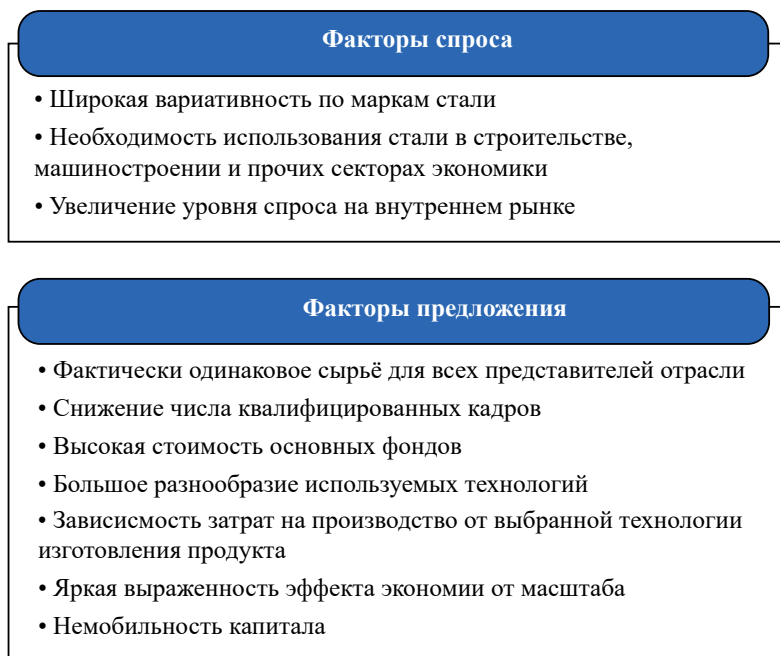 Факторы спроса
• Широкая вариативность по маркам стали
• Необходимость использования стали в строительстве,
машиностроении и прочих секторах экономики
• Увеличение уровня спроса на внутреннем рынке
Факторы предложения
• Фактически одинаковое сырьё для всех представителей отрасли
• Снижение числа квалифицированных кадров
• Высокая стоимость основных фондов
• Большое разнообразие используемых технологий
• Зависисмость затрат на производство от выбранной технологии
изготовления продукта
• Яркая выраженность эффекта экономии от масштаба
• Немобильность капитала